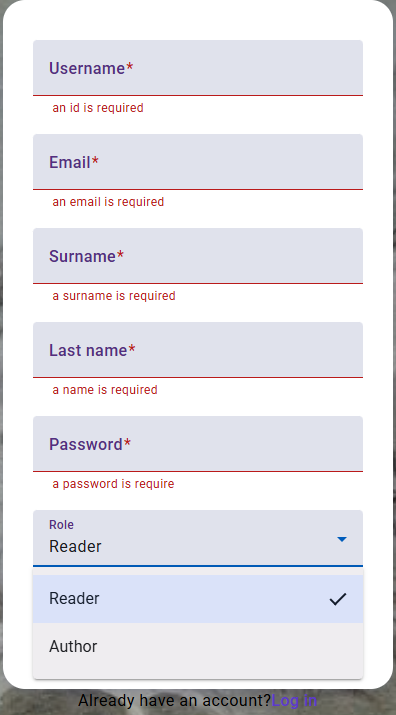 Username*
an id is required
Email*
an email is required
Surname*
a surname is required
Last name*
a name is required
Password*
a password is require
Role
Reader
Reader
Author
Already have an account?Log in